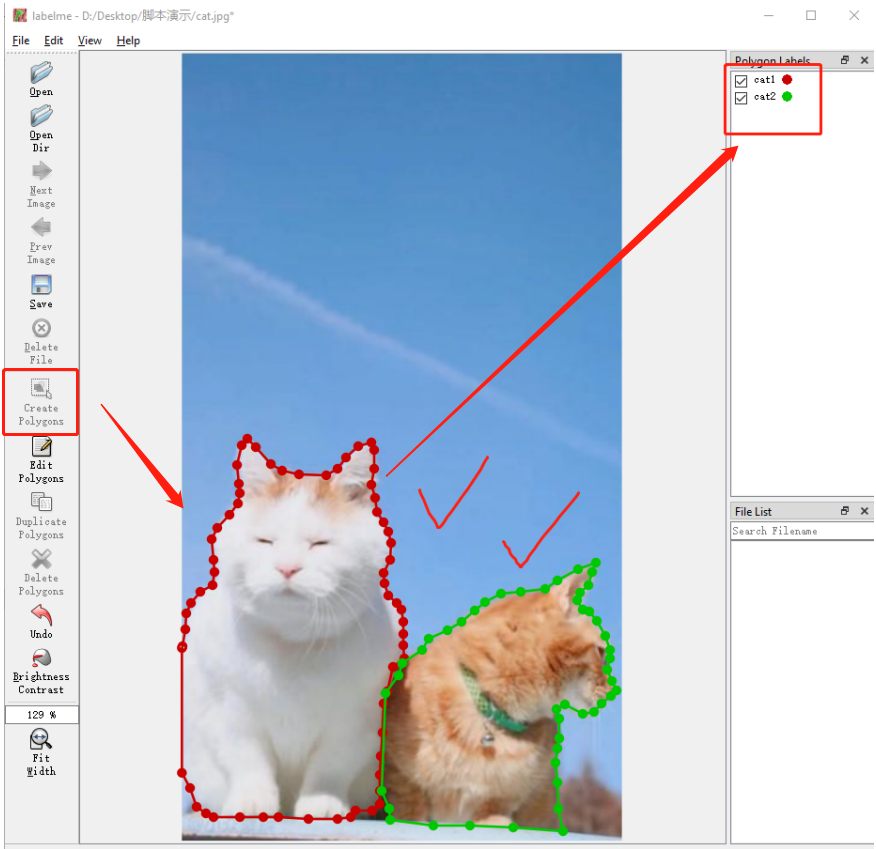 labelme - D:/Desktop/脚本演示/cat.jpg*
File Edit View Help
Open
Open
Dir
Next
Image
Prev
Image
Save
Delete
File
Create
Polygons
Edit
Polygons
Duplicate
Polygons
Delete
Polygons
Undo
Brightness
Contrast
129 %
Fit
Width
Polygon Labels
cat1
cat2
File List
Search Filename